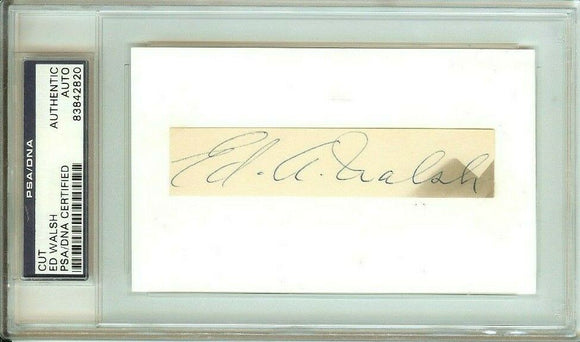 PSA/DNA
CUT
ED WALSH
PSA/DNA CERTIFIED
AUTHENTIC
AUTO
83842820
Ed. A. Walsh